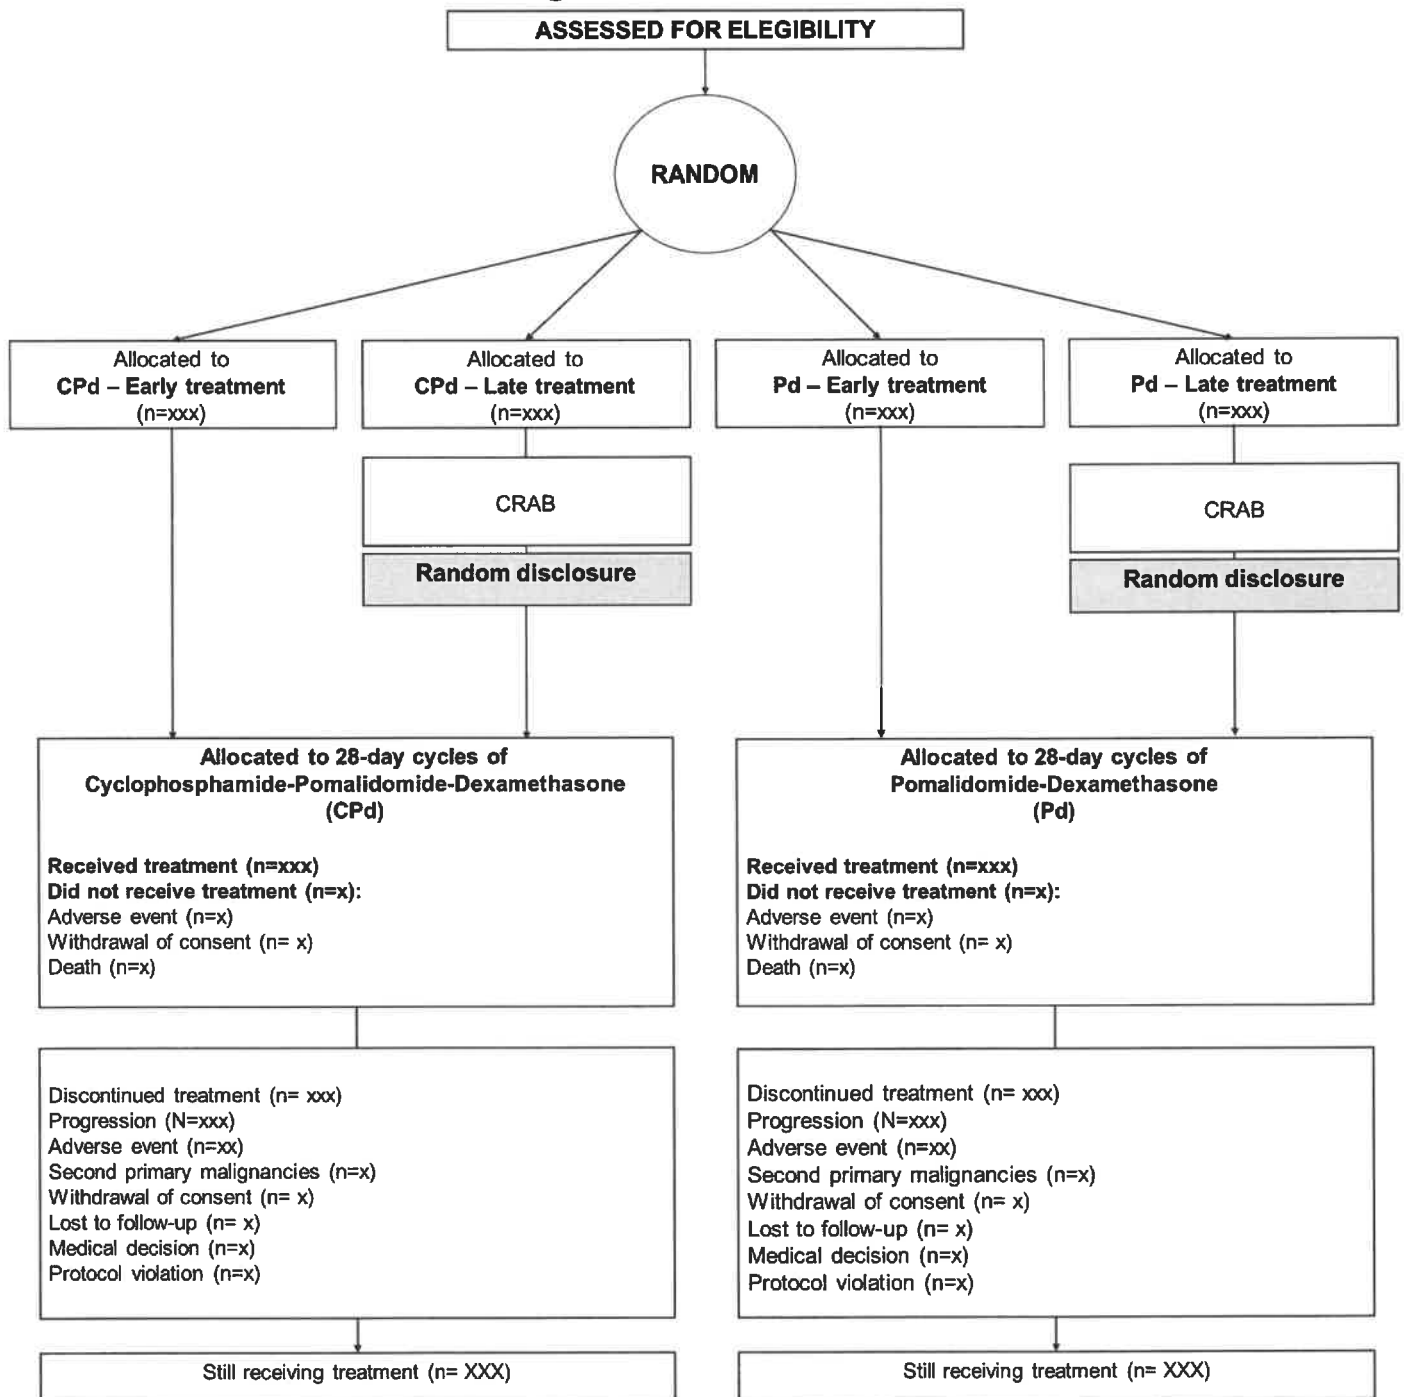 ASSESSED FOR ELEGIBILITY
RANDOM
Allocated to
CPd – Early treatment
(n=xxx)
Allocated to
CPd – Late treatment
(n=xxx)
Allocated to
Pd – Early treatment
(n=xxx)
Allocated to
Pd – Late treatment
(n=xxx)
CRAB
Random disclosure
CRAB
Random disclosure
Allocated to 28-day cycles of
Cyclophosphamide-Pomalidomide-Dexamethasone
(CPd)
Received treatment (n=xxx)
Did not receive treatment (n=x):
Adverse event (n=x)
Withdrawal of consent (n= x)
Death (n=x)
Allocated to 28-day cycles of
Pomalidomide-Dexamethasone
(Pd)
Received treatment (n=xxx)
Did not receive treatment (n=x):
Adverse event (n=x)
Withdrawal of consent (n= x)
Death (n=x)
Discontinued treatment (n= xxx)
Progression (N=xxx)
Adverse event (n=xx)
Second primary malignancies (n=x)
Withdrawal of consent (n= x)
Lost to follow-up (n= x)
Medical decision (n=x)
Protocol violation (n=x)
Discontinued treatment (n= xxx)
Progression (N=xxx)
Adverse event (n=xx)
Second primary malignancies (n=x)
Withdrawal of consent (n= x)
Lost to follow-up (n= x)
Medical decision (n=x)
Protocol violation (n=x)
Still receiving treatment (n= XXX)
Still receiving treatment (n= XXX)